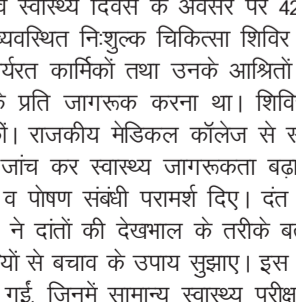 स्वास्थ्य दिवस के अवसर पर 42
व्यवस्थित निःशुल्क चिकित्सा शिविर
कार्मिकों तथा उनके आश्रितों
के प्रति जागरूक करना था। शिवि
राजकीय मेडिकल कॉलेज से स
जांच कर स्वास्थ्य जागरूकता बढ़ा
व पोषण संबंधी परामर्श दिए। दंत
ने दांतों की देखभाल के तरीके ब
यों से बचाव के उपाय सुझाए। इस
गईं, जिनमें सामान्य स्वास्थ्य परीक्ष